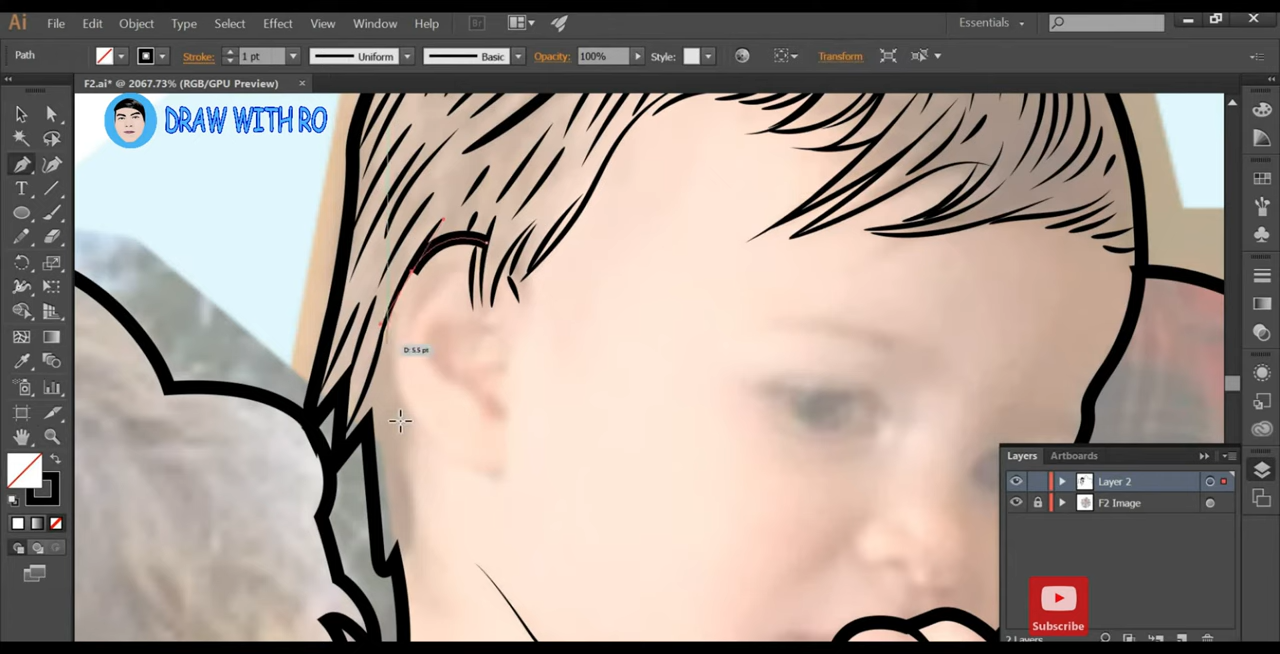 Ai File Edit Object Type Select Effect View Window Help Br Essentials
Path Stroke: 1 pt Uniform Basic Opacity: 100% Style: Transform
F2.ai* @ 2067.73% (RGB/GPU Preview) ×
DRAW WITH RO
D: 5.5 pt
Layers Artboards
Layer 2
F2 Image
Subscribe
2 Layers